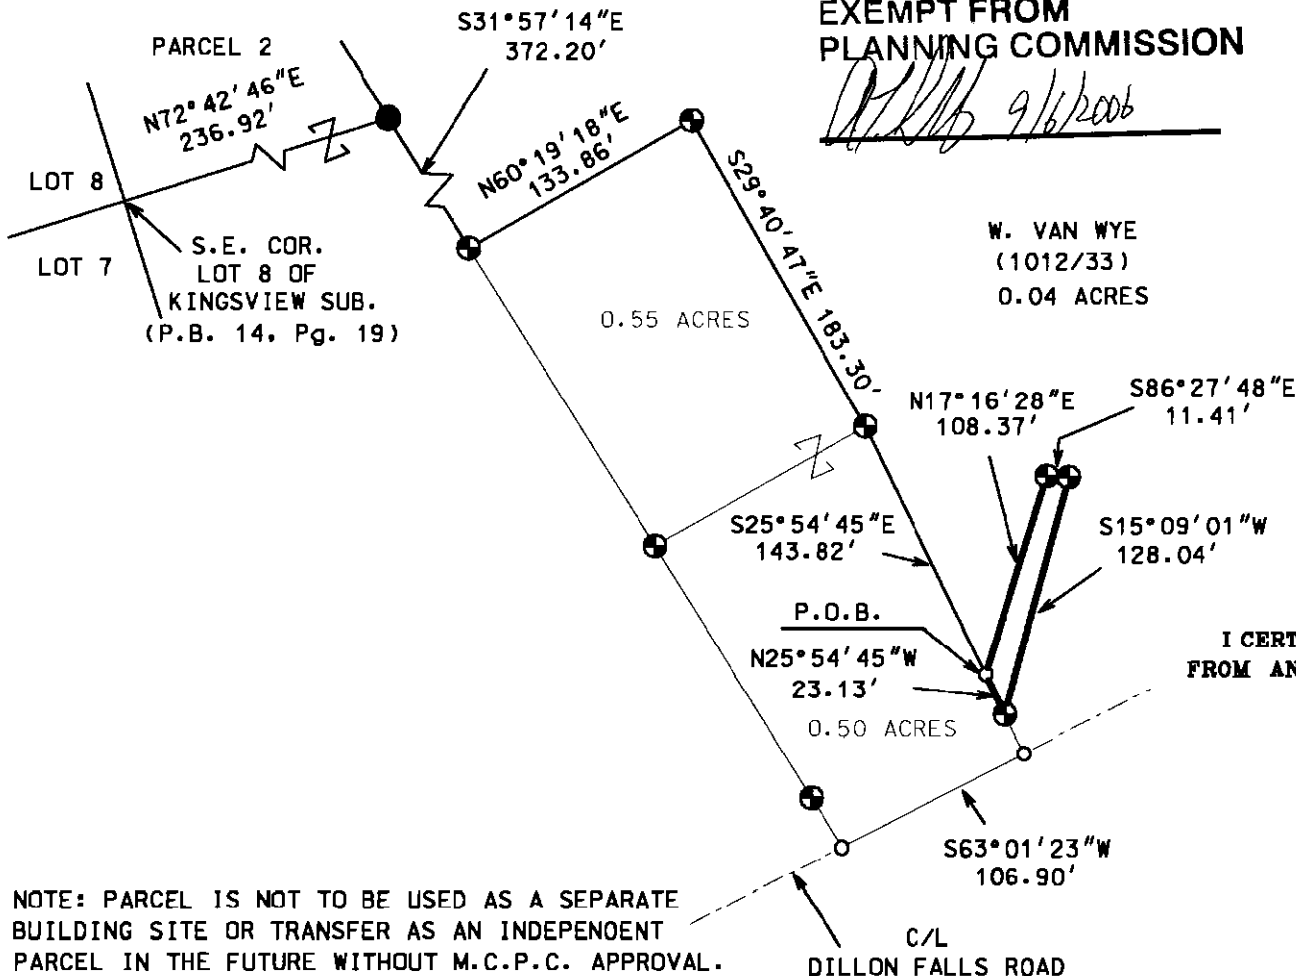 EXEMPT FROM
PLANNING COMMISSION
9/6/2006
S31°57'14"E
372.20'
PARCEL 2
N72°42'46"E
236.92'
N60°19'18"E
133.86'
LOT 8
LOT 7
S.E. COR.
LOT 8 OF
KINGSVIEW SUB.
(P.B. 14, Pg. 19)
S29°40'47"E 183.30'
0.55 ACRES
W. VAN WYE
(1012/33)
0.04 ACRES
N17°16'28"E
108.37'
S86°27'48"E
11.41'
S25°54'45"E
143.82'
S15°09'01"W
128.04'
P.O.B.
N25°54'45"W
23.13'
I CERT
FROM AN
0.50 ACRES
S63°01'23"W
106.90'
NOTE: PARCEL IS NOT TO BE USED AS A SEPARATE
BUILDING SITE OR TRANSFER AS AN INDEPENDENT
PARCEL IN THE FUTURE WITHOUT M.C.P.C. APPROVAL.
C/L
DILLON FALLS ROAD